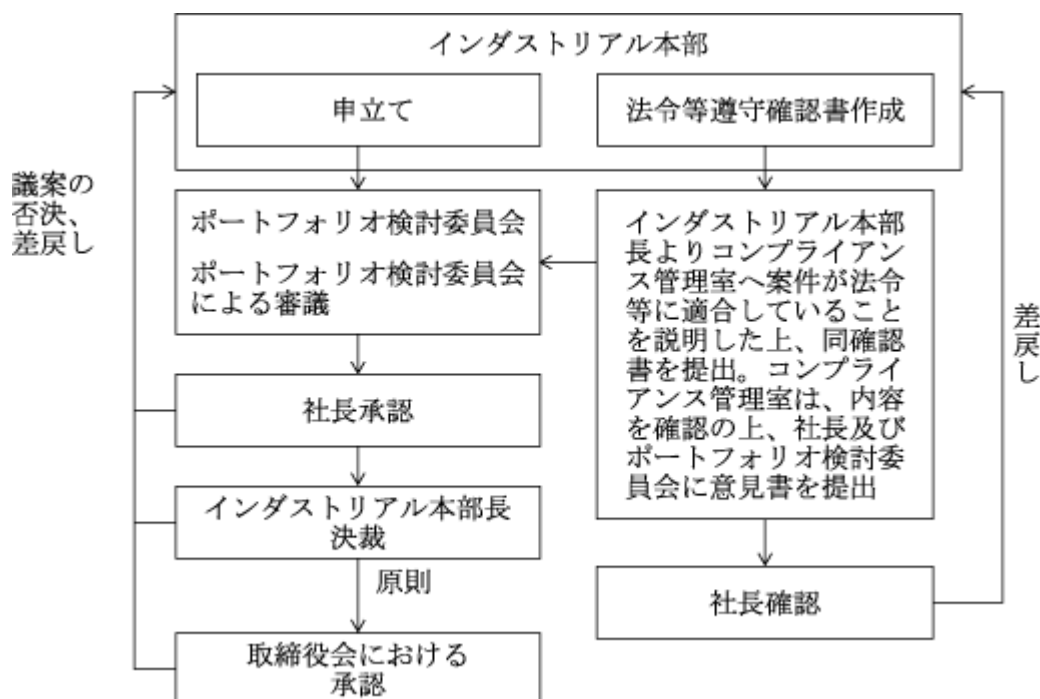 インダストリアル本部
申立て
法令等遵守確認書作成
議案の
否決、
差戻し
ポートフォリオ検討委員会
ポートフォリオ検討委員会
による審議
インダストリアル本部
長よりコンプライアン
ス管理室へ案件が法令
等に適合していること
を説明した上、同確認
書を提出。コンプライ
アンス管理室は、内容
を確認の上、社長及び
ポートフォリオ検討委
員会に意見書を提出
差戻し
社長承認
インダストリアル本部長
決裁
原則
社長確認
取締役会における
承認